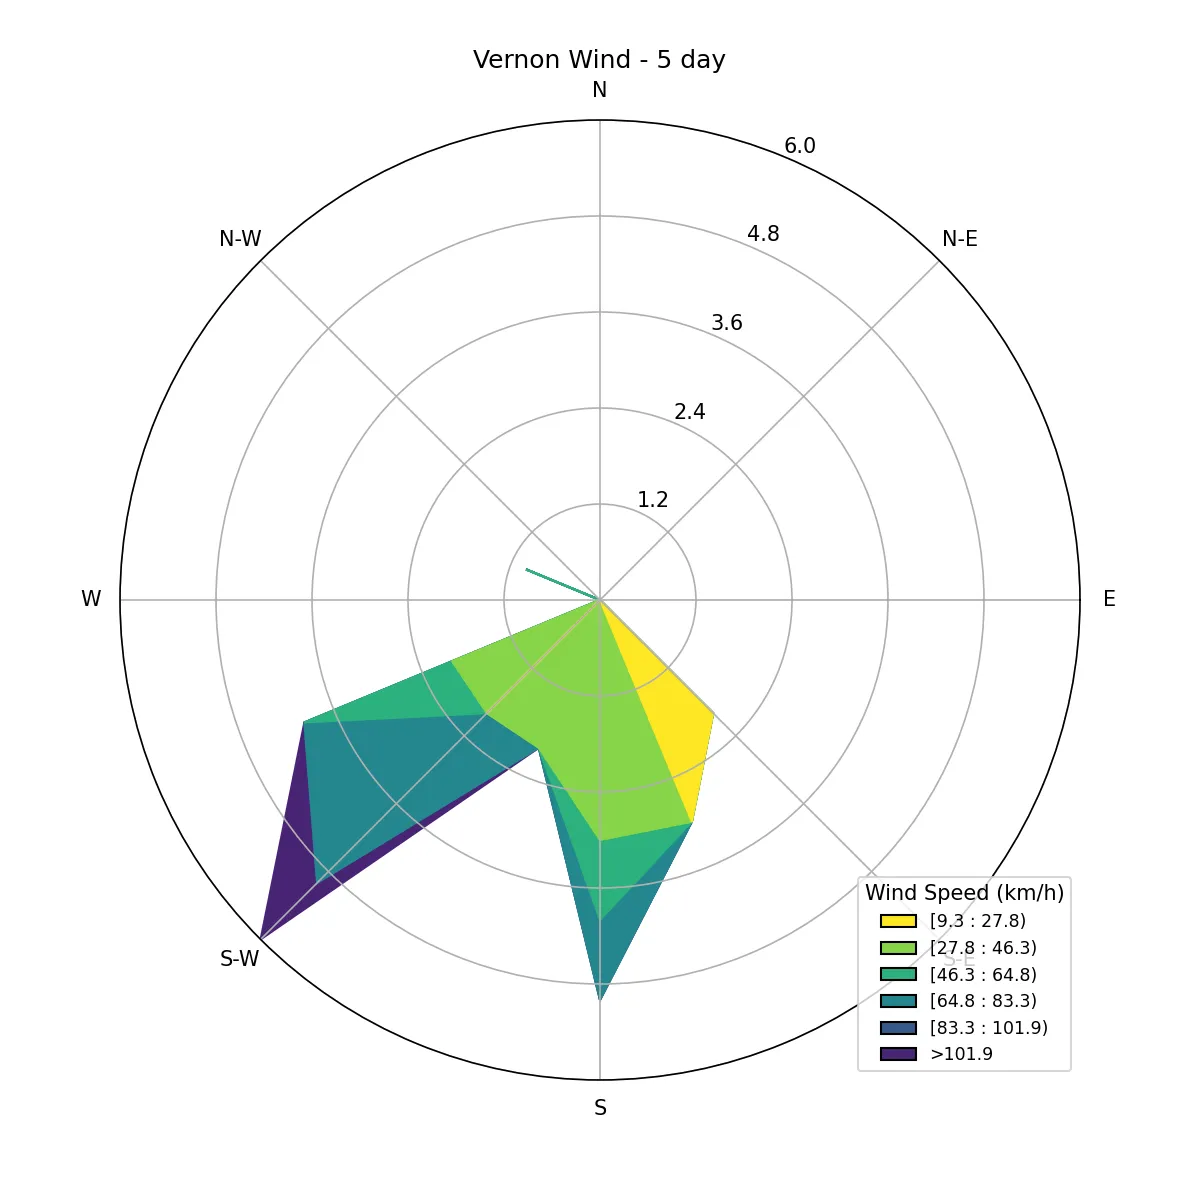 Vernon Wind - 5 day
N
6.0
N-W
N-E
4.8
3.6
2.4
1.2
W
E
S-W
S-E
Wind Speed (km/h)
[9.3 : 27.8)
[27.8 : 46.3)
[46.3 : 64.8)
[64.8 : 83.3)
[83.3 : 101.9)
>101.9
S